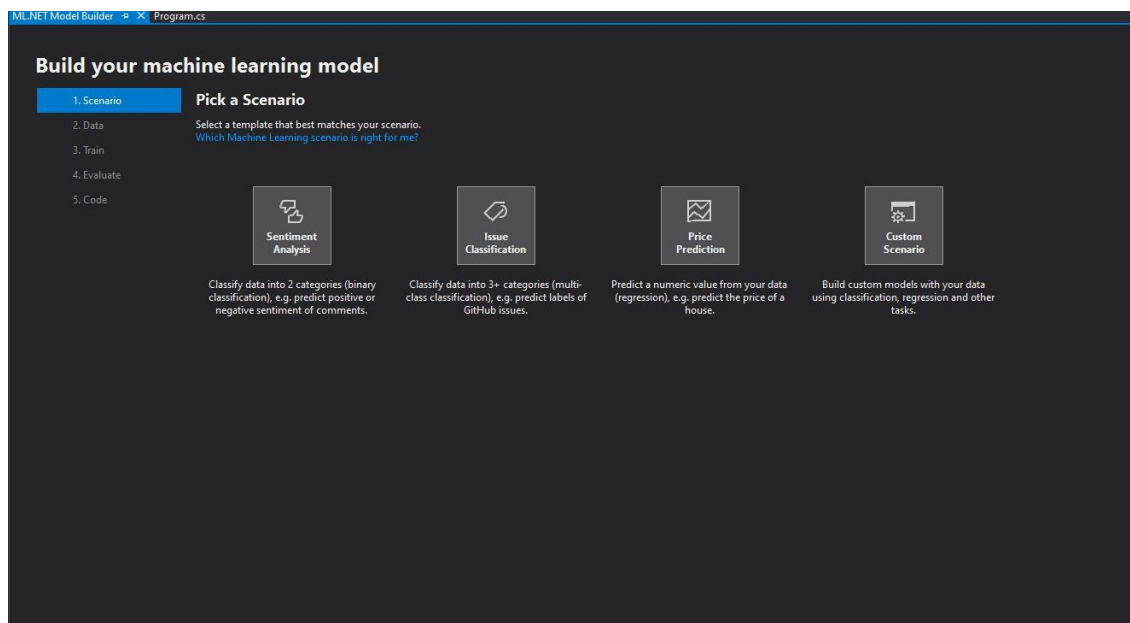 ML.NET Model Builder Program.cs
Build your machine learning model
1. Scenario
2. Data
3. Train
4. Evaluate
5. Code
Pick a Scenario
Select a template that best matches your scenario.
Which Machine Learning scenario is right for me?
Sentiment
Analysis
Classify data into 2 categories (binary
classification), e.g. predict positive or
negative sentiment of comments.
Issue
Classification
Classify data into 3+ categories (multi-
class classification), e.g. predict labels of
GitHub issues.
Price
Prediction
Predict a numeric value from your data
(regression), e.g. predict the price of a
house.
Custom
Scenario
Build custom models with your data
using classification, regression and other
tasks.